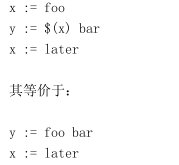 x := foo
y := $(x) bar
x := later
其等价于：
y := foo bar
x := later